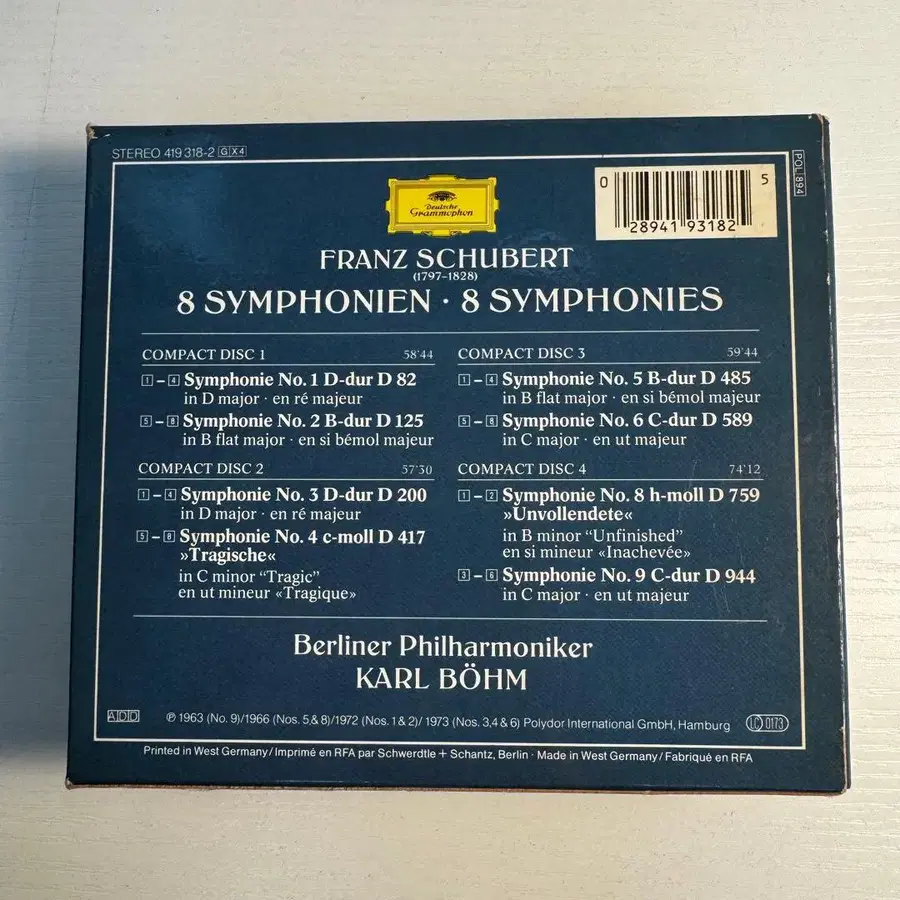 STEREO 419 318-2 GX4
POL. 894
0 28941 93182 5
Deutsche
Grammophon
FRANZ SCHUBERT
(1797-1828)
8 SYMPHONIEN · 8 SYMPHONIES
COMPACT DISC 1 58'44
1 – 4 Symphonie No. 1 D-dur D 82
in D major · en ré majeur
5 – 8 Symphonie No. 2 B-dur D 125
in B flat major · en si bémol majeur
COMPACT DISC 2 57'30
1 – 4 Symphonie No. 3 D-dur D 200
in D major · en ré majeur
5 – 8 Symphonie No. 4 c-moll D 417
»Tragische«
in C minor “Tragic”
en ut mineur «Tragique»
COMPACT DISC 3 59'44
1 – 4 Symphonie No. 5 B-dur D 485
in B flat major · en si bémol majeur
5 – 8 Symphonie No. 6 C-dur D 589
in C major · en ut majeur
COMPACT DISC 4 74'12
1 – 2 Symphonie No. 8 h-moll D 759
»Unvollendete«
in B minor “Unfinished”
en si mineur «Inachevée»
3 – 6 Symphonie No. 9 C-dur D 944
in C major · en ut majeur
Berliner Philharmoniker
KARL BÖHM
ADD ℗ 1963 (No. 9)/1966 (Nos. 5 & 8)/1972 (Nos. 1 & 2)/ 1973 (Nos. 3,4 & 6) Polydor International GmbH, Hamburg LC 0173
Printed in West Germany / Imprimé en RFA par Schwerdtle + Schantz, Berlin · Made in West Germany / Fabriqué en RFA